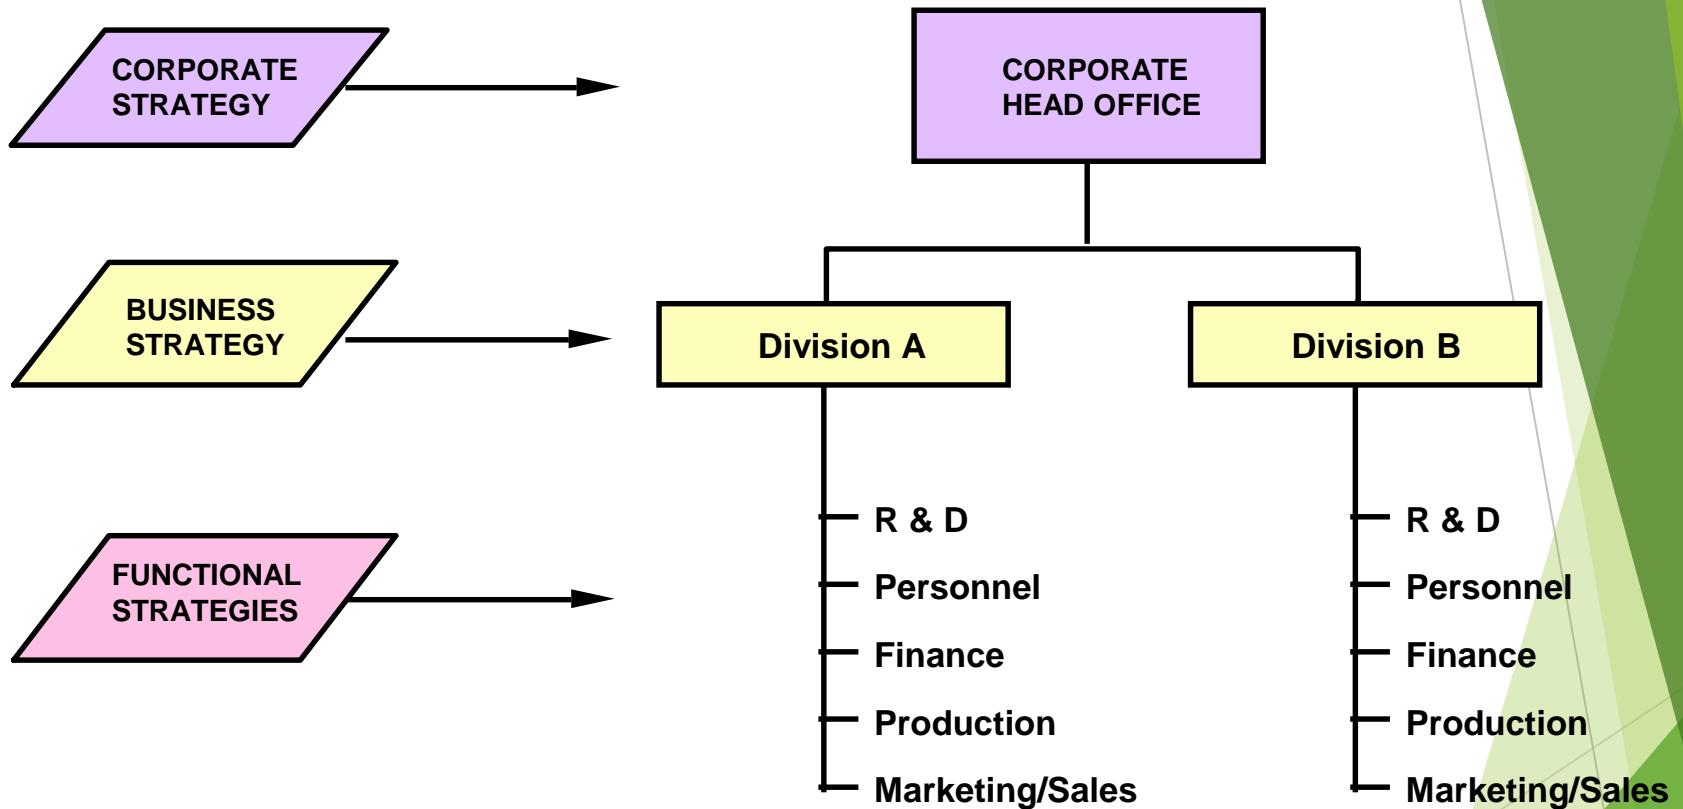 CORPORATE
STRATEGY
CORPORATE
HEAD OFFICE
BUSINESS
STRATEGY
Division A
Division B
FUNCTIONAL
STRATEGIES
R & D
Personnel
Finance
Production
Marketing/Sales
R & D
Personnel
Finance
Production
Marketing/Sales